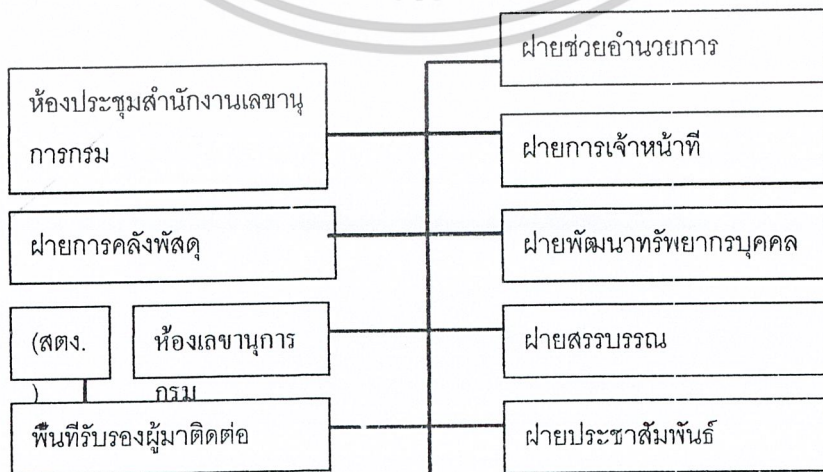 ฝ่ายช่วยอำนวยการ
ห้องประชุมสำนักงานเลขานุ
การกรม
ฝ่ายการเจ้าหน้าที่
ฝ่ายการคลังพัสดุ
ฝ่ายพัฒนาทรัพยากรบุคคล
(สตง.
)
ห้องเลขานุการ
กรม
ฝ่ายสรรบรรณ
พื้นที่รับรองผู้มาติดต่อ
ฝ่ายประชาสัมพันธ์